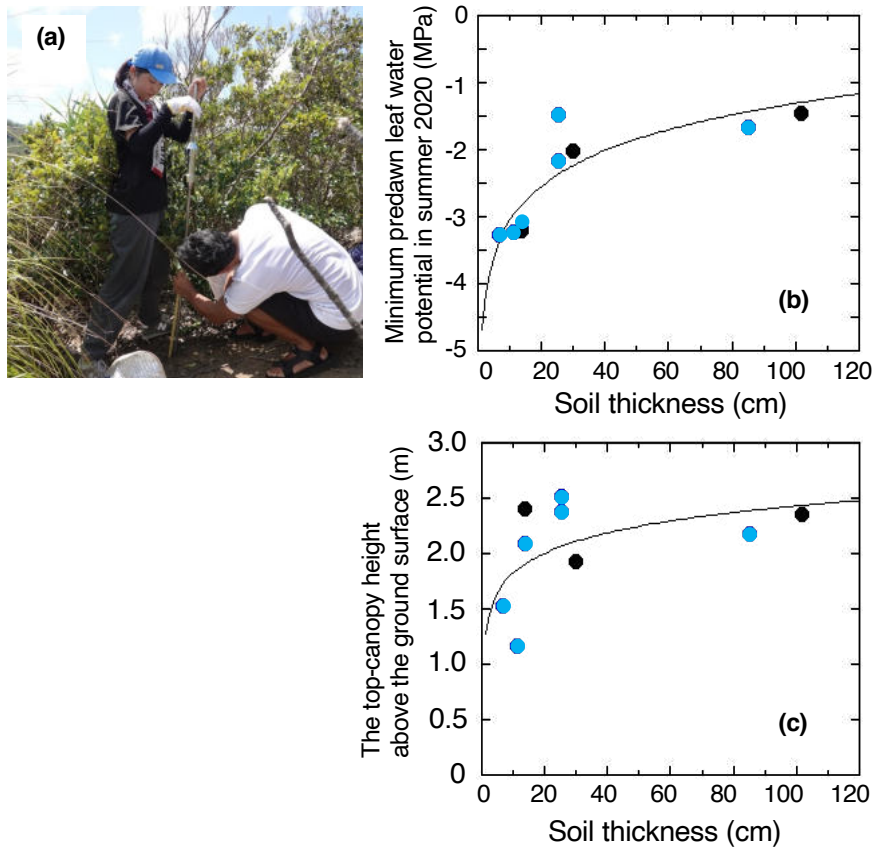 (a)
Minimum predawn leaf water
potential in summer 2020 (MPa)
0
-1
-2
-3
-4
-5
(b)
0 20 40 60 80 100 120
Soil thickness (cm)
The top-canopy height
above the ground surface (m)
3.0
2.5
2.0
1.5
1.0
0.5
0
(c)
0 20 40 60 80 100 120
Soil thickness (cm)